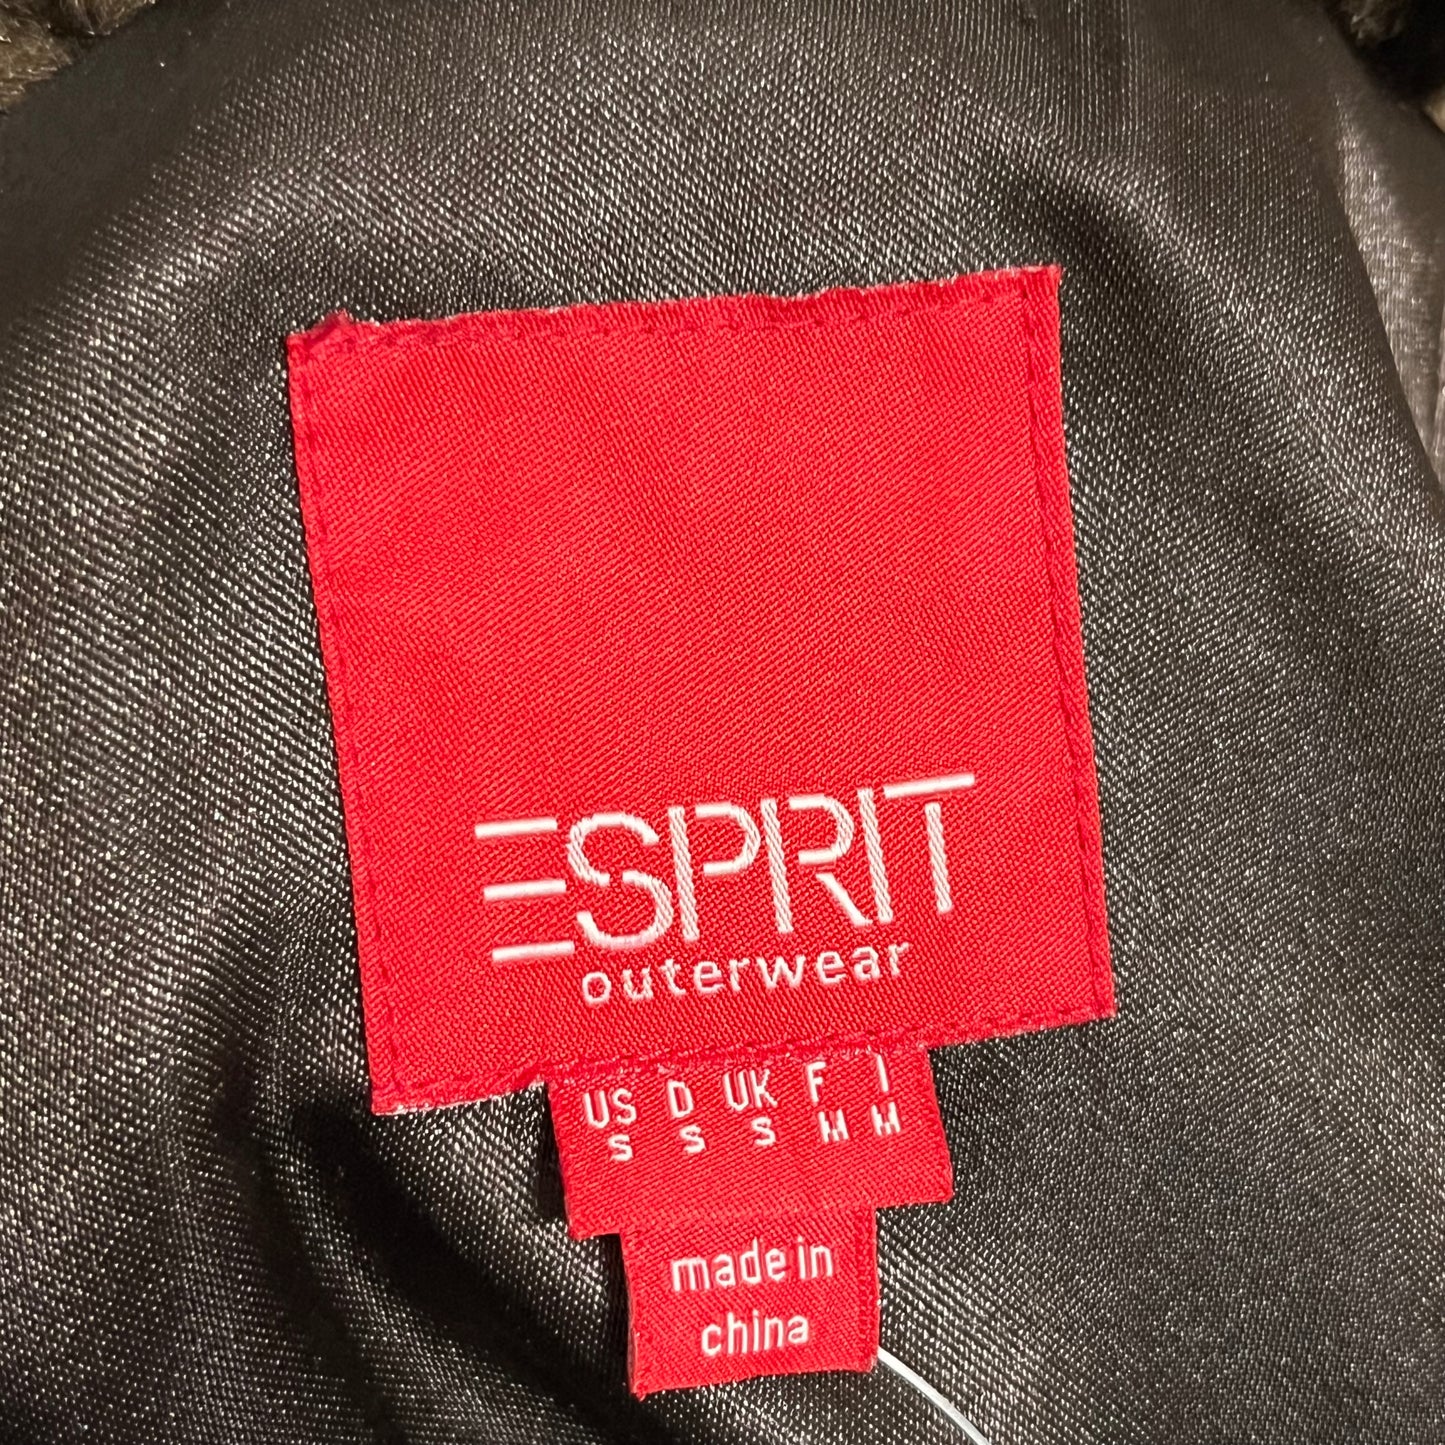 ESPRIT
outerwear
US D UK F I
S S S M M
made in
china